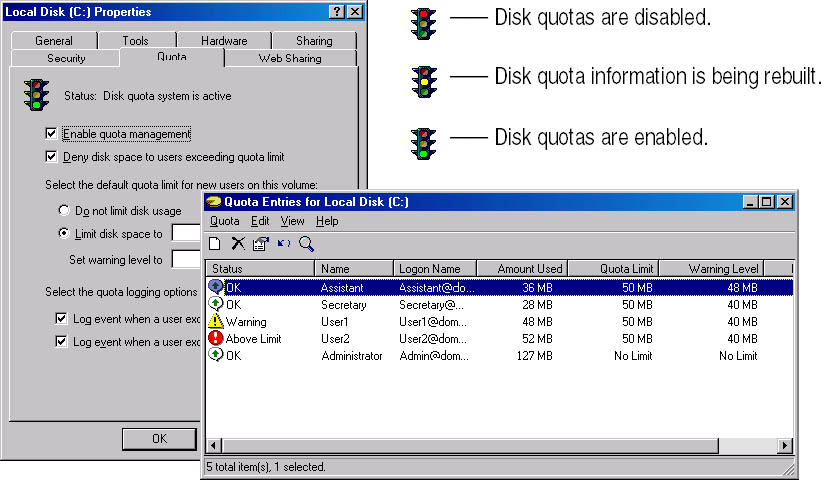 Local Disk (C:) Properties
General Tools Hardware Sharing
Security Quota Web Sharing
Status: Disk quota system is active
Enable quota management
Deny disk space to users exceeding quota limit
Select the default quota limit for new users on this volume:
Do not limit disk usage
Limit disk space to
Set warning level to
Select the quota logging options
Log event when a user exc
Log event when a user exc
OK
Disk quotas are disabled.
Disk quota information is being rebuilt.
Disk quotas are enabled.
Quota Entries for Local Disk (C:)
Quota Edit View Help
Status Name Logon Name Amount Used Quota Limit Warning Level
OK Assistant Assistant@do... 36 MB 50 MB 48 MB
OK Secretary Secretary@... 28 MB 50 MB 40 MB
Warning User1 User1@dom... 48 MB 50 MB 40 MB
Above Limit User2 User2@dom... 52 MB 50 MB 40 MB
OK Administrator Admin@dom... 127 MB No Limit No Limit
5 total item(s), 1 selected.